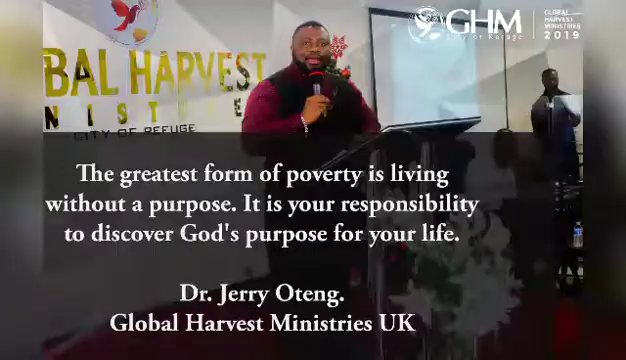 GHM
City of Refuge
GLOBAL
HARVEST
MINISTRIES
2019
BAL HARVEST
NISTRIE
CITY OF REFUGE
The greatest form of poverty is living
without a purpose. It is your responsibility
to discover God's purpose for your life.
Dr. Jerry Oteng.
Global Harvest Ministries UK